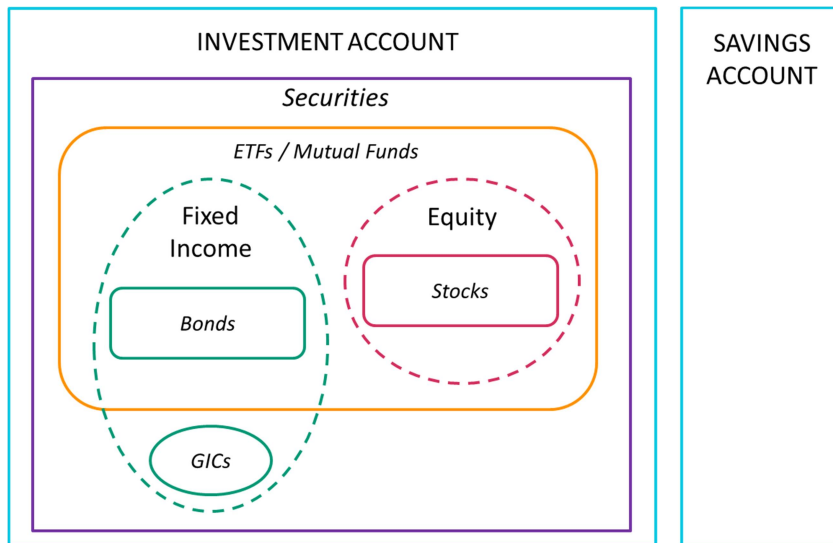 INVESTMENT ACCOUNT
SAVINGS
ACCOUNT
Securities
ETFs / Mutual Funds
Fixed
Income
Equity
Bonds
Stocks
GICs